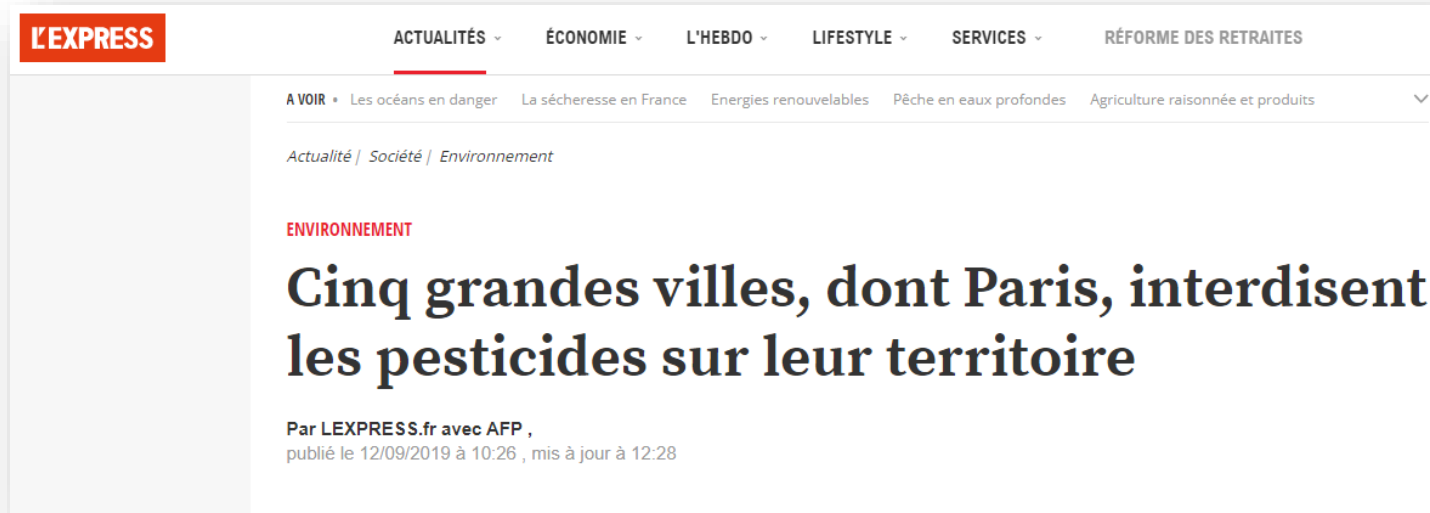 L'EXPRESS
ACTUALITÉS ÉCONOMIE L'HEBDO LIFESTYLE SERVICES RÉFORME DES RETRAITES
A VOIR • Les océans en danger La sécheresse en France Energies renouvelables Pêche en eaux profondes Agriculture raisonnée et produits
Actualité | Société | Environnement
ENVIRONNEMENT
Cinq grandes villes, dont Paris, interdisent
les pesticides sur leur territoire
Par LEXPRESS.fr avec AFP ,
publié le 12/09/2019 à 10:26 , mis à jour à 12:28